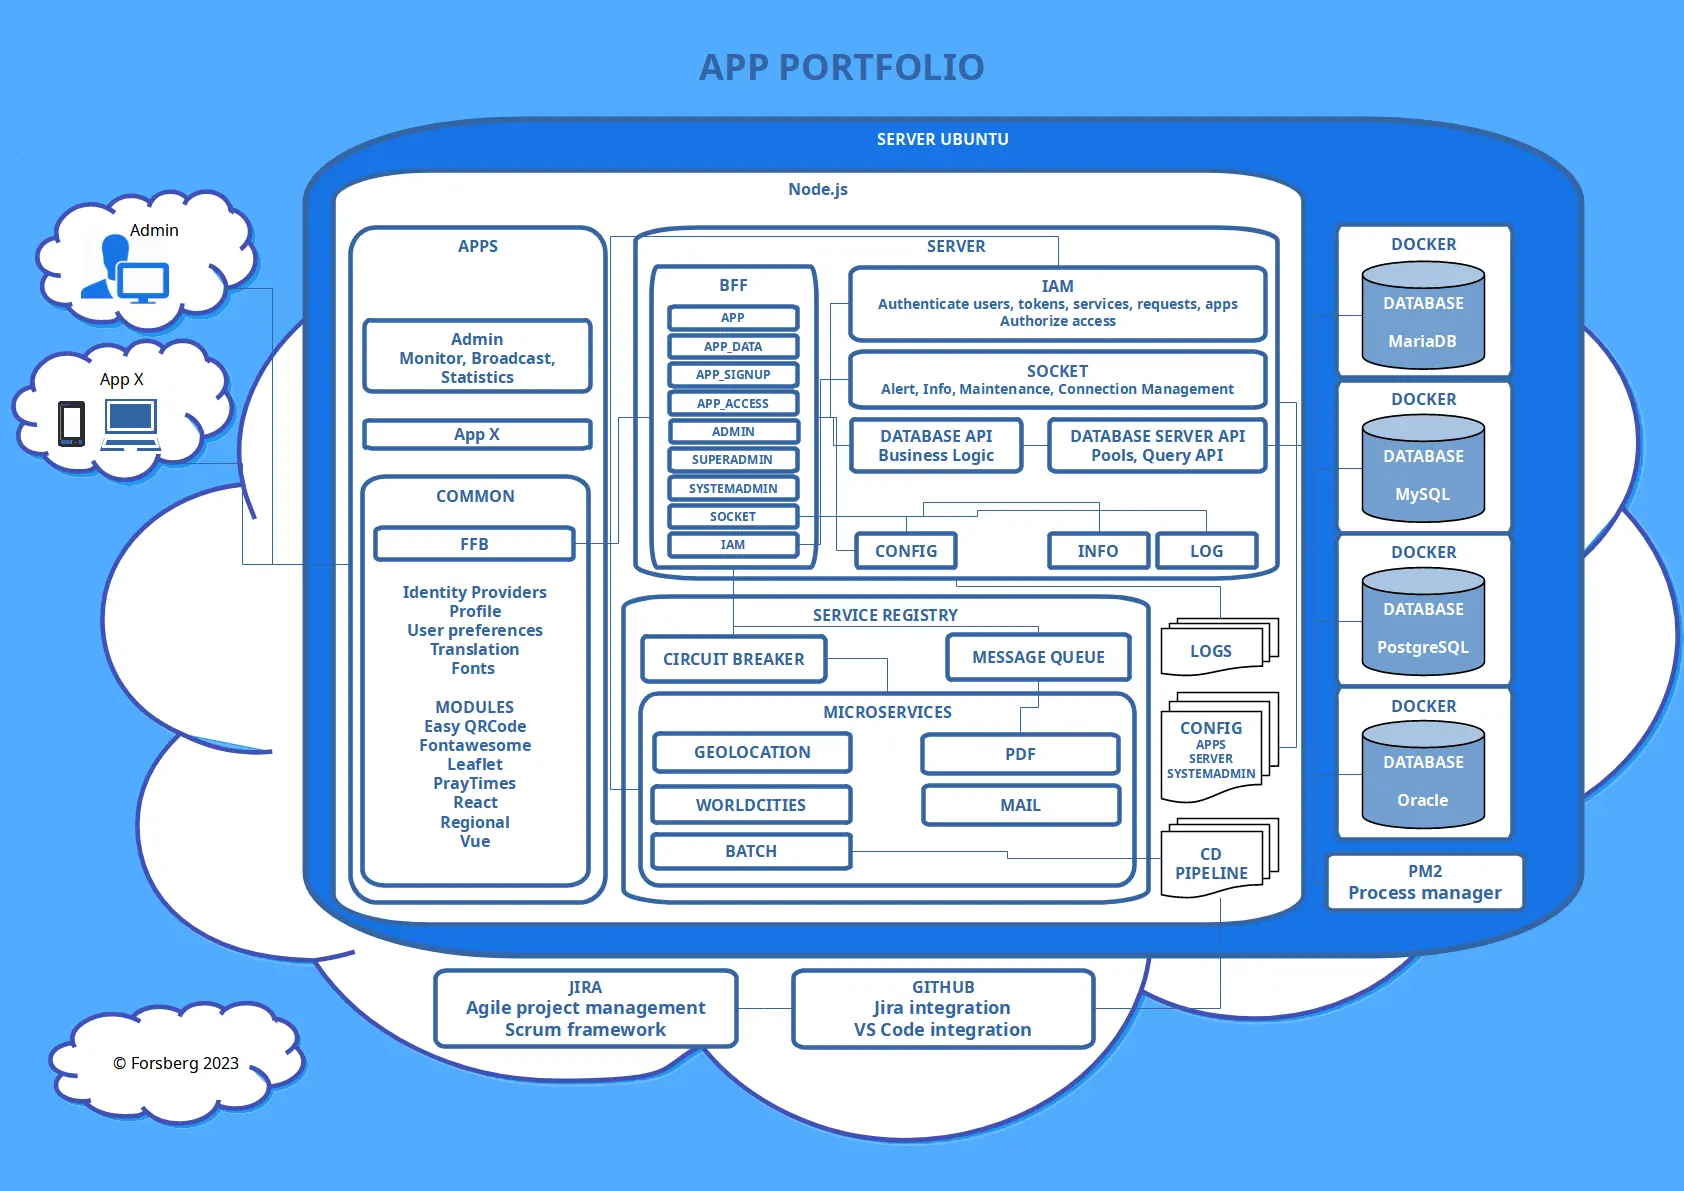 APP PORTFOLIO
SERVER UBUNTU
Node.js
Admin
App X
APPS
Admin
Monitor, Broadcast,
Statistics
App X
COMMON
FFB
Identity Providers
Profile
User preferences
Translation
Fonts
MODULES
Easy QRCode
Fontawesome
Leaflet
PrayTimes
React
Regional
Vue
SERVER
BFF
APP
APP_DATA
APP_SIGNUP
APP_ACCESS
ADMIN
SUPERADMIN
SYSTEMADMIN
SOCKET
IAM
IAM
Authenticate users, tokens, services, requests, apps
Authorize access
SOCKET
Alert, Info, Maintenance, Connection Management
DATABASE API
Business Logic
DATABASE SERVER API
Pools, Query API
CONFIG
INFO
LOG
SERVICE REGISTRY
CIRCUIT BREAKER
MESSAGE QUEUE
MICROSERVICES
GEOLOCATION
PDF
WORLDCITIES
MAIL
BATCH
LOGS
CONFIG
APPS
SERVER
SYSTEMADMIN
CD
PIPELINE
DOCKER
DATABASE
MariaDB
DOCKER
DATABASE
MySQL
DOCKER
DATABASE
PostgreSQL
DOCKER
DATABASE
Oracle
PM2
Process manager
JIRA
Agile project management
Scrum framework
GITHUB
Jira integration
VS Code integration
© Forsberg 2023